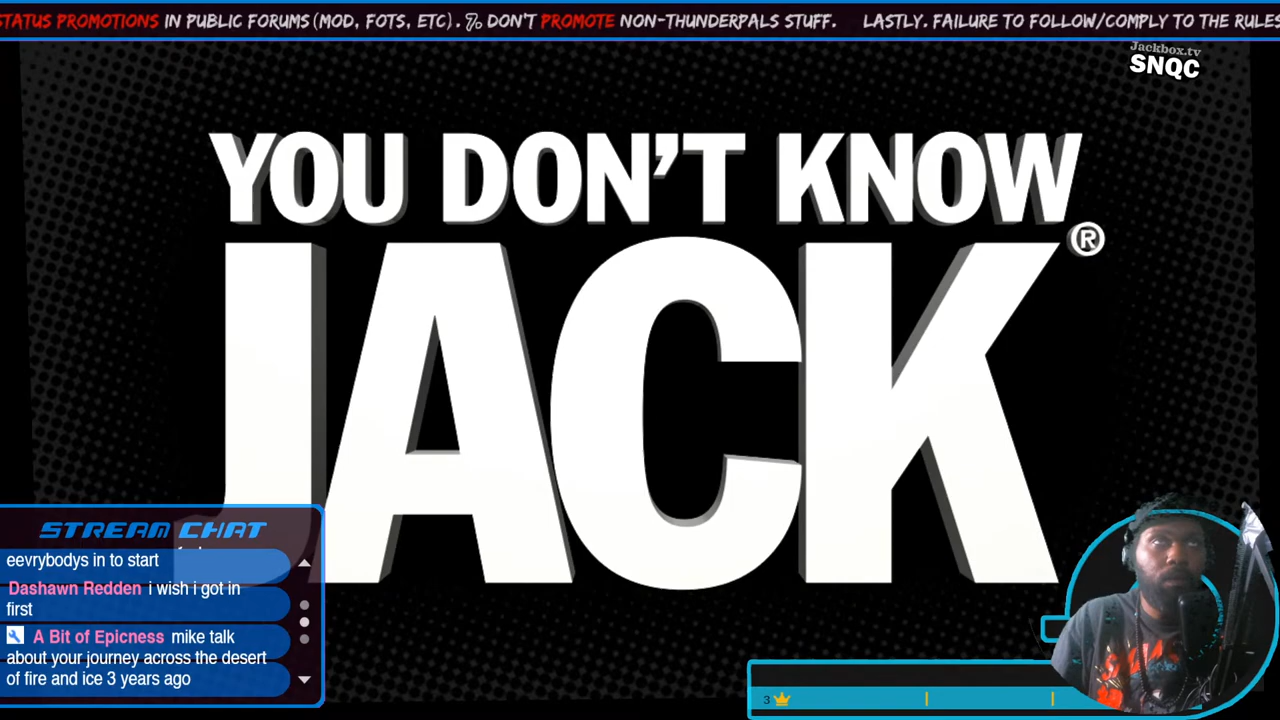 STATUS PROMOTIONS IN PUBLIC FORUMS (MOD, FOTS, ETC). DON'T PROMOTE NON-THUNDERPALS STUFF. LASTLY. FAILURE TO FOLLOW/COMPLY TO THE RULES
Jackbox.tv
SNQC
YOU DON'T KNOW
JACK®
STREAM CHAT
eevrybodys in to start
Dashawn Redden i wish i got in
first
A Bit of Epicness mike talk
about your journey across the desert
of fire and ice 3 years ago
3